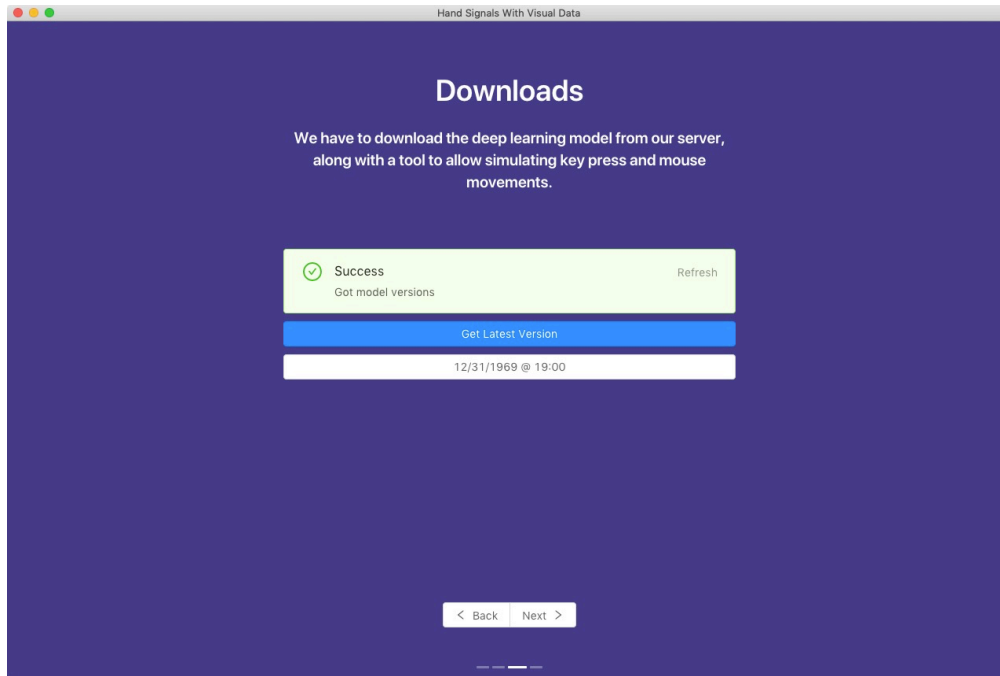 Hand Signals With Visual Data
Downloads
We have to download the deep learning model from our server,
along with a tool to allow simulating key press and mouse
movements.
Success
Refresh
Got model versions
Get Latest Version
12/31/1969 @ 19:00
< Back
Next >